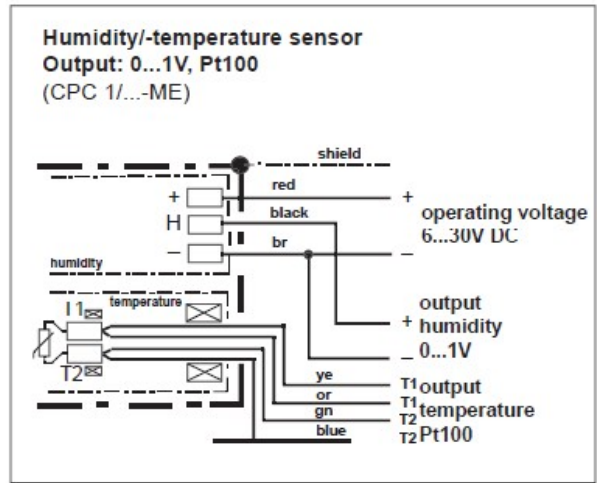 Humidity/-temperature sensor
Output: 0...1V, Pt100
(CPC 1/...-ME)
shield
+ red +
H black operating voltage
6...30V DC
– br –
humidity
temperature
T1
T2
output
+ humidity
– 0...1V
ye T1 output
or T1 temperature
gn T2
blue T2 Pt100